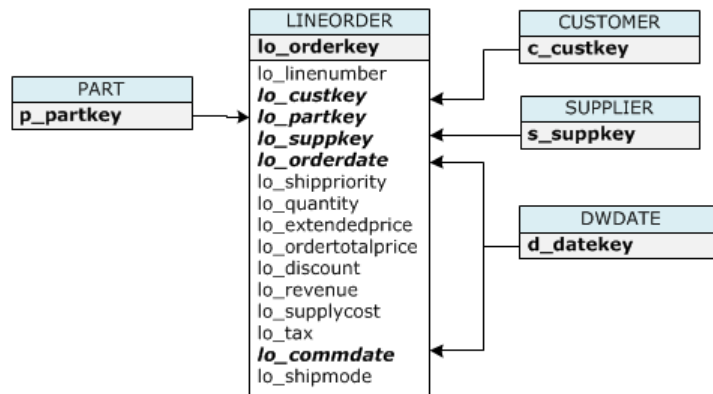 PART
p_partkey
LINEORDER
lo_orderkey
lo_linenumber
lo_custkey
lo_partkey
lo_suppkey
lo_orderdate
lo_shippriority
lo_quantity
lo_extendedprice
lo_ordertotalprice
lo_discount
lo_revenue
lo_supplycost
lo_tax
lo_commdate
lo_shipmode
CUSTOMER
c_custkey
SUPPLIER
s_suppkey
DWDATE
d_datekey